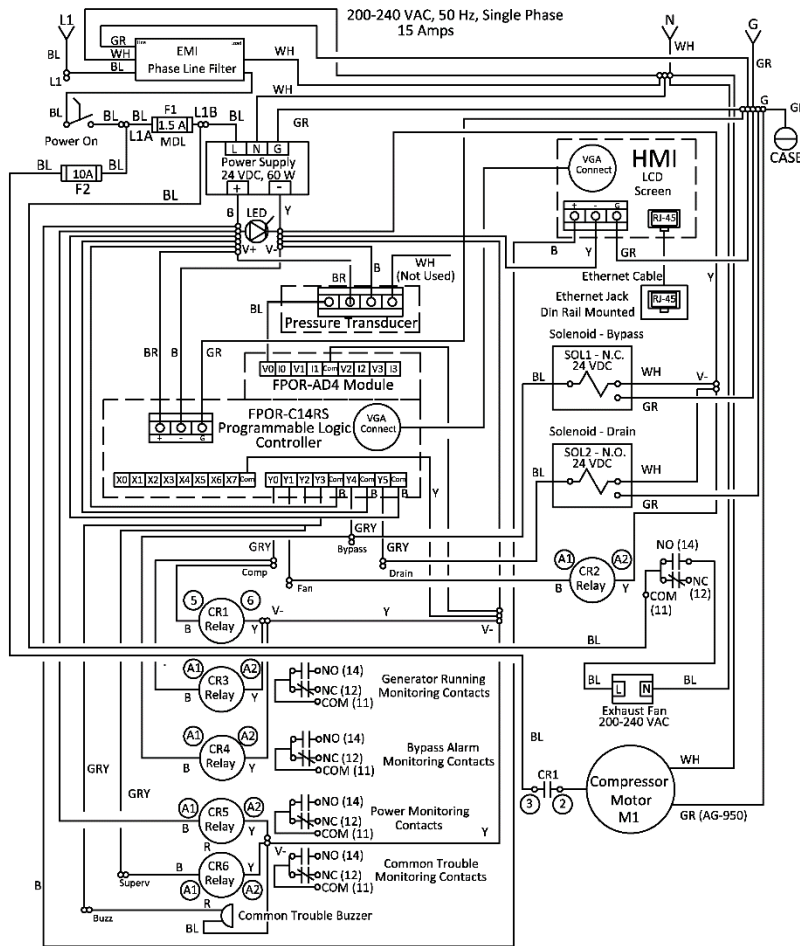 L1
200-240 VAC, 50 Hz, Single Phase
15 Amps
N
G
GR
WH
BL
BL
L1
Line
Load
EMI
Phase Line Filter
WH
WH
GR
BL
Power On
BL
L1A
BL
F1
1.5 A
MDL
L1B
BL
WH
GR
G
CASE
BL
10A
F2
BL
BL
L N G
Power Supply
24 VDC, 60 W
+ -
B
LED
Y
V+
V-
VGA
Connect
HMI
LCD
Screen
+ - G
RJ-45
B
Y
GR
Y
Ethernet Cable
Ethernet Jack
Din Rail Mounted
RJ-45
BR
B
WH
(Not Used)
BL
Pressure Transducer
BR
B
GR
V0 I0 V1 I1 Com V2 I2 V3 I3
FPOR-AD4 Module
FPOR-C14RS
Programmable Logic
Controller
VGA
Connect
+ - G
X0 X1 X2 X3 X4 X5 X6 X7 Com
Y0 Y1 Y2 Y3 Com Y4 Com Y5 Com
B
B
B
Y
Solenoid - Bypass
SOL1 - N.C.
24 VDC
BL
WH
GR
V-
Solenoid - Drain
SOL2 - N.O.
24 VDC
BL
WH
GR
GRY
Comp
GRY
Bypass
GRY
Drain
Fan
A1
CR2
Relay
A2
B
Y
NO (14)
NC
(12)
COM
(11)
5
CR1
Relay
6
B
Y
V-
Y
V-
BL
A1
CR3
Relay
A2
B
Y
NO (14)
NC (12)
COM (11)
Generator Running
Monitoring Contacts
BL
L N
BL
Exhaust Fan
200-240 VAC
A1
CR4
Relay
A2
B
Y
NO (14)
NC (12)
COM (11)
Bypass Alarm
Monitoring Contacts
BL
CR1
3
2
Compressor
Motor
M1
WH
GR (AG-950)
GRY
GRY
A1
CR5
Relay
A2
B
Y
R
NO (14)
NC (12)
COM (11)
Power Monitoring
Contacts
Y
V-
Superv
B
CR6
Relay
Y
A1
A2
NO (14)
NC (12)
COM (11)
Common Trouble
Monitoring Contacts
B
Buzz
R
BL
Common Trouble Buzzer